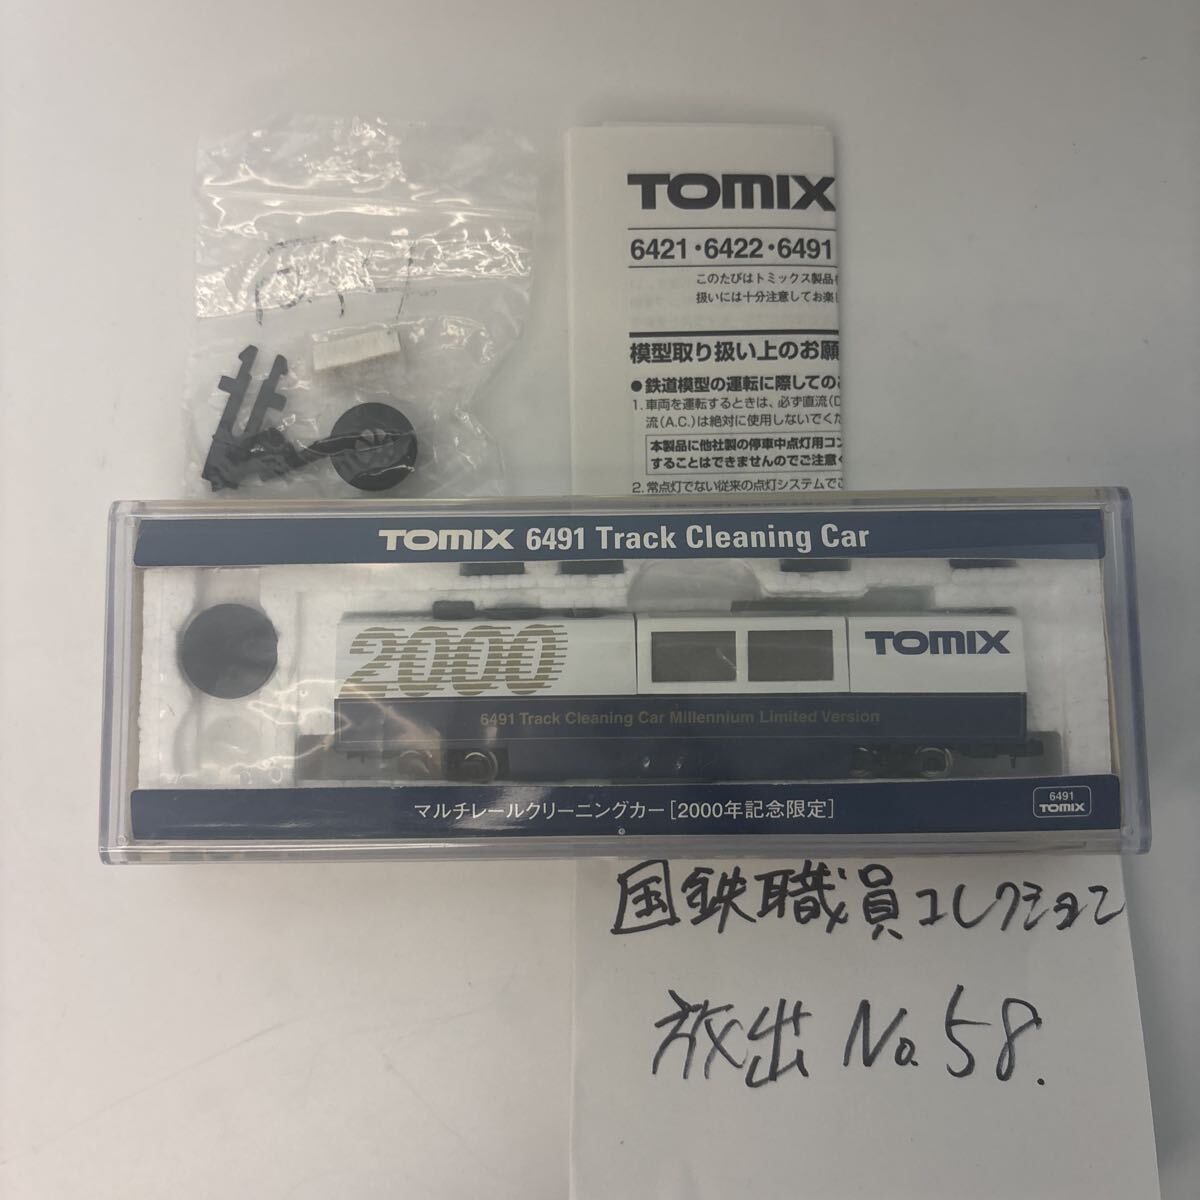 TOMIX
6421・6422・6491
このたびはトミックス製品
扱いには十分注意してお楽し
模型取り扱い上のお願
●鉄道模型の運転に際しての
1. 車両を運転するときは、必ず直流(D
流(A.C.)は絶対に使用しないでくだ
本製品に他社製の停車中点灯用コン
することはできませんのでご注意く
2. 常点灯でない従来の点灯システムでご
TOMIX 6491 Track Cleaning Car
2000
TOMIX
6491 Track Cleaning Car Millennium Limited Version
マルチレールクリーニングカー[2000年記念限定]
6491
TOMIX
国鉄職員コレクション
放出 No.58.